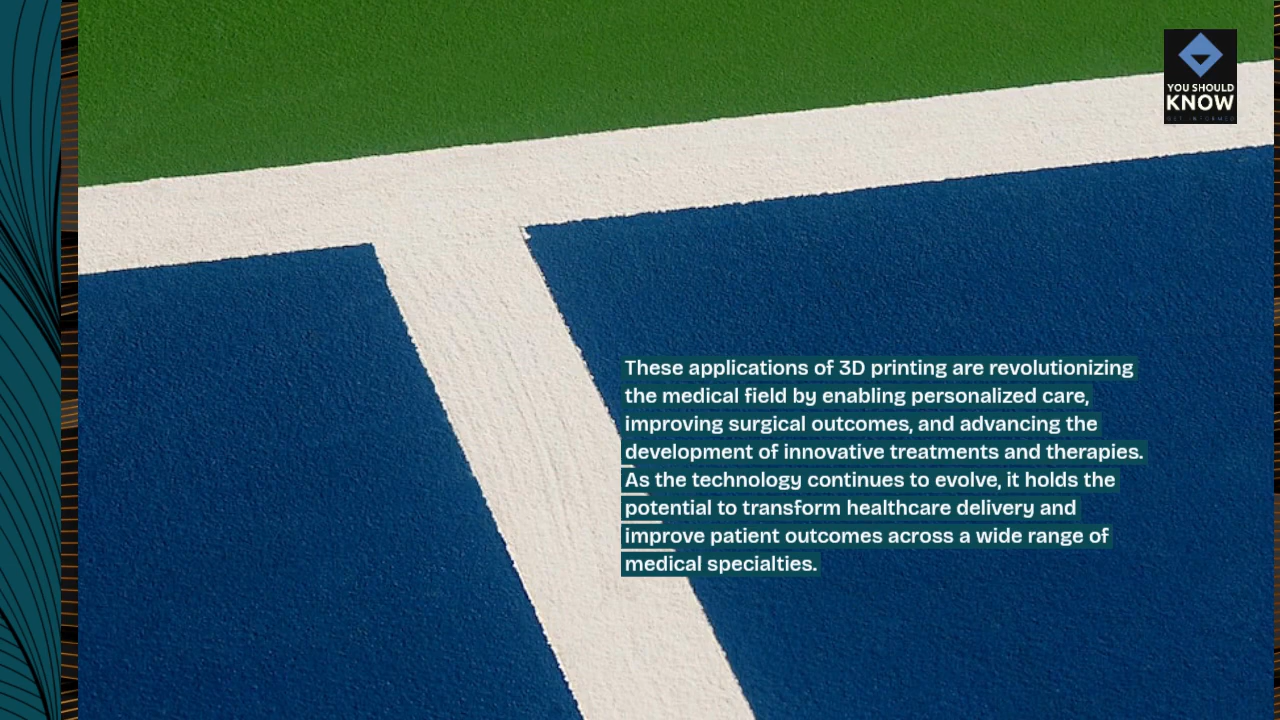 YOU SHOULD
KNOW
GET INFORMED
These applications of 3D printing are revolutionizing
the medical field by enabling personalized care,
improving surgical outcomes, and advancing the
development of innovative treatments and therapies.
As the technology continues to evolve, it holds the
potential to transform healthcare delivery and
improve patient outcomes across a wide range of
medical specialties.